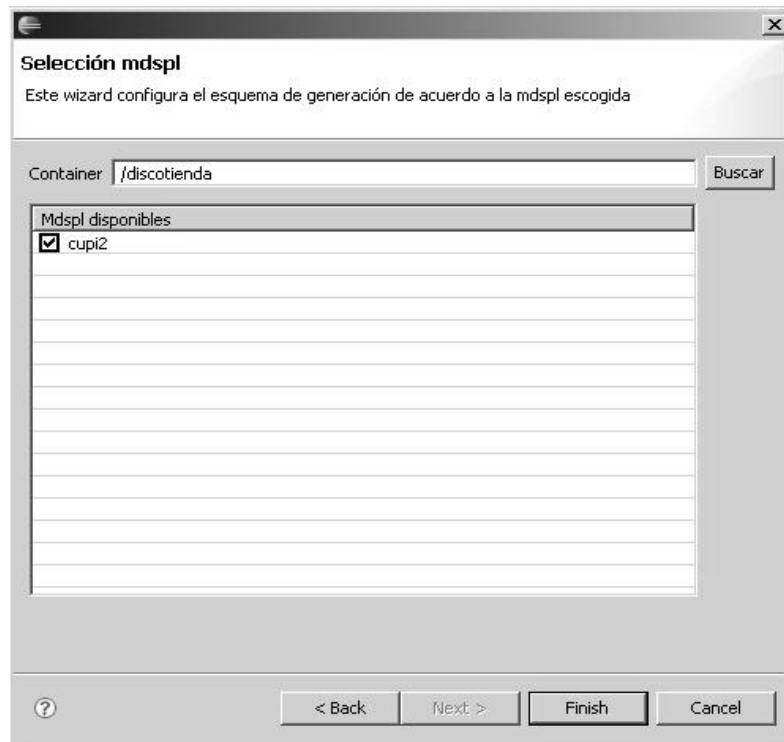 Selección mdspl
Este wizard configura el esquema de generación de acuerdo a la mdspl escogida
Container /discotienda Buscar
Mdspl disponibles
cupi2
< Back Next > Finish Cancel